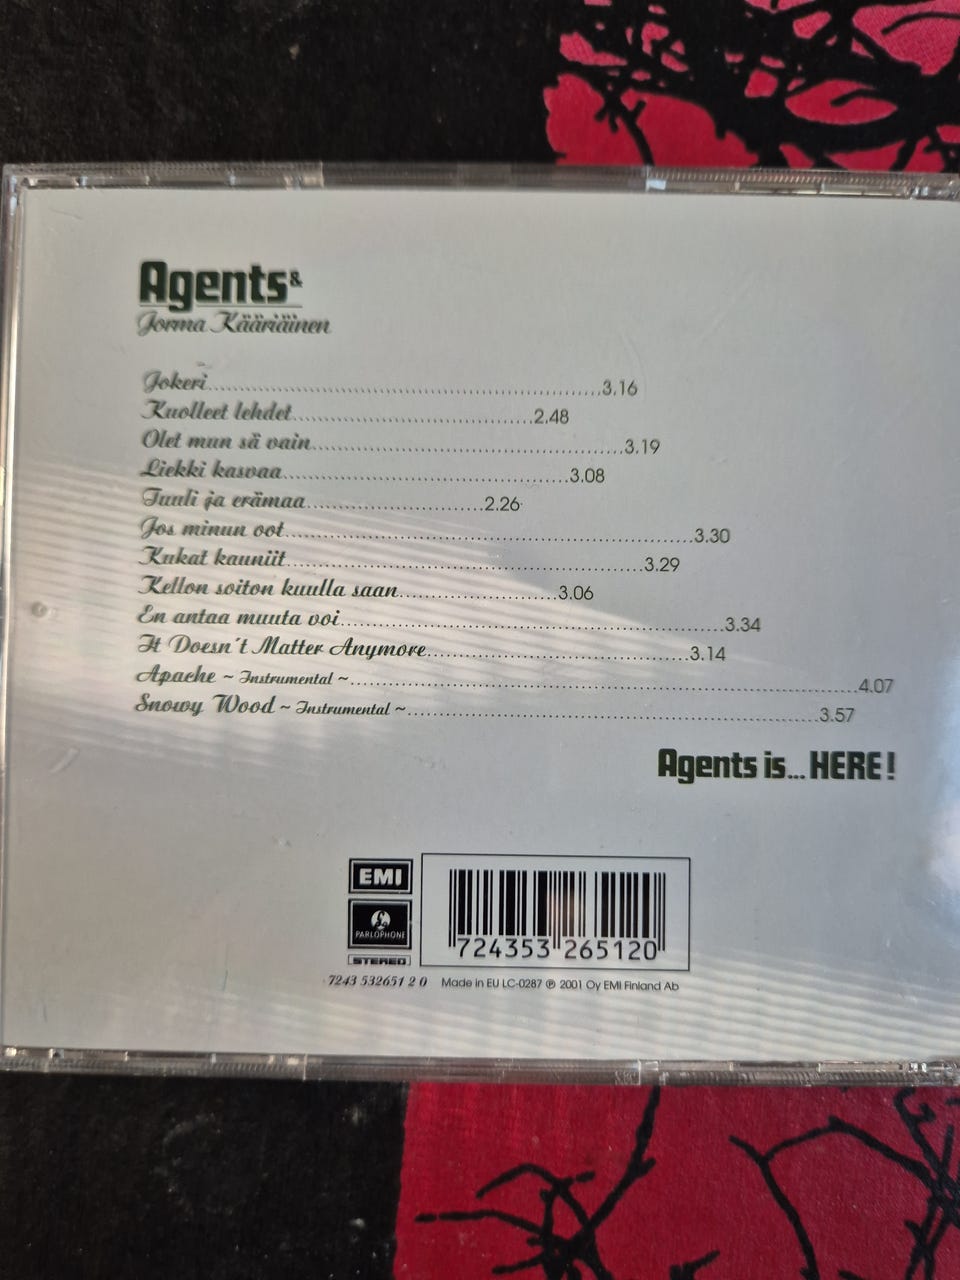 Agents &
Jorma Kääriäinen
Jokeri..........3.16
Kuolleet lehdet..........2.48
Olet mun sä vain..........3.19
Liekki kasvaa..........3.08
Tuuli ja erämaa..........2.26
Jos minun oot..........3.30
Kukat kauniit..........3.29
Kellon soiton kuulla saan..........3.06
En antaa muuta voi..........3.34
It Doesn´t Matter Anymore..........3.14
Apache ~ Instrumental ~..........4.07
Snowy Wood ~ Instrumental ~..........3.57
Agents is... HERE!
EMI
£
PARLOPHONE
STEREO
724353 265120
7243 532651 2 0 Made in EU LC-0287 ℗ 2001 Oy EMI Finland Ab